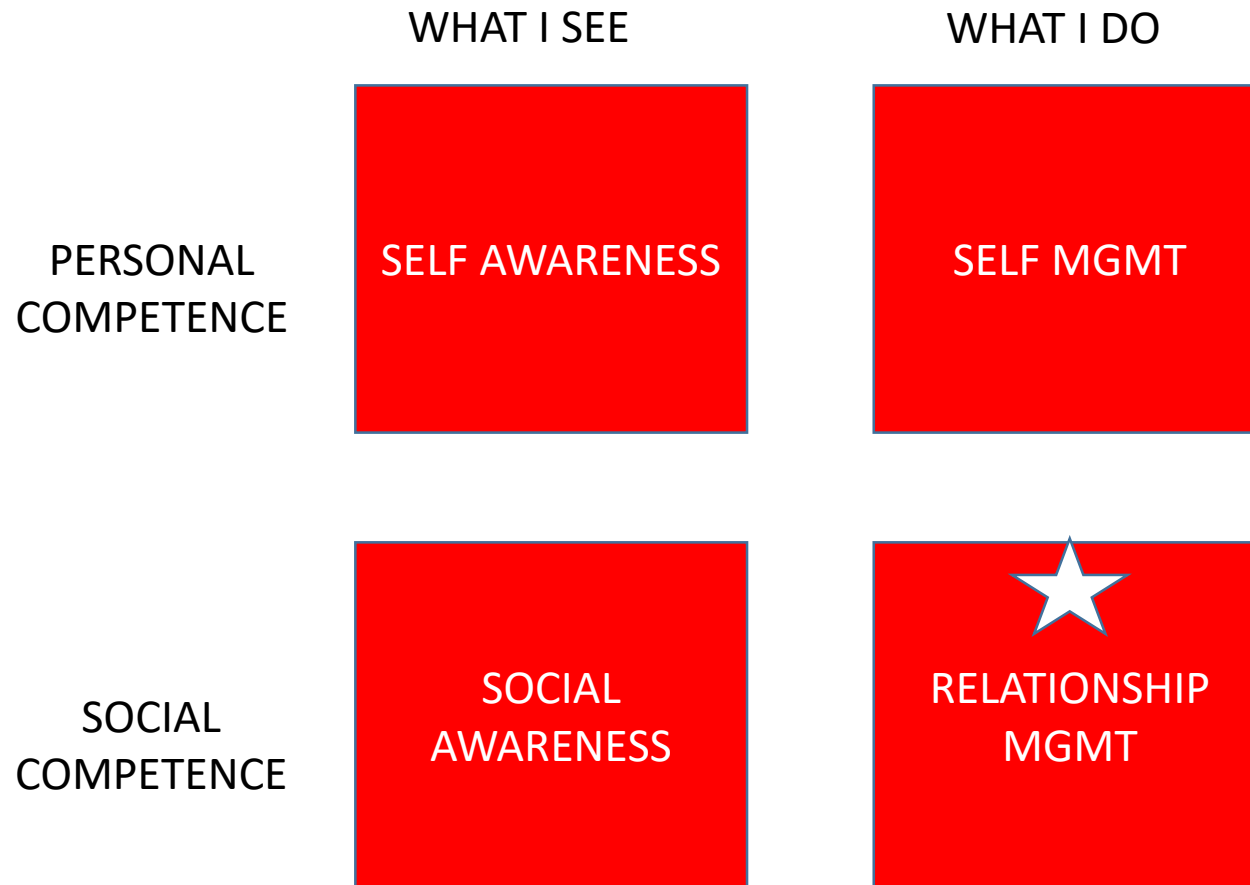 WHAT I SEE
WHAT I DO
PERSONAL
COMPETENCE
SELF AWARENESS
SELF MGMT
SOCIAL
COMPETENCE
SOCIAL
AWARENESS
RELATIONSHIP
MGMT